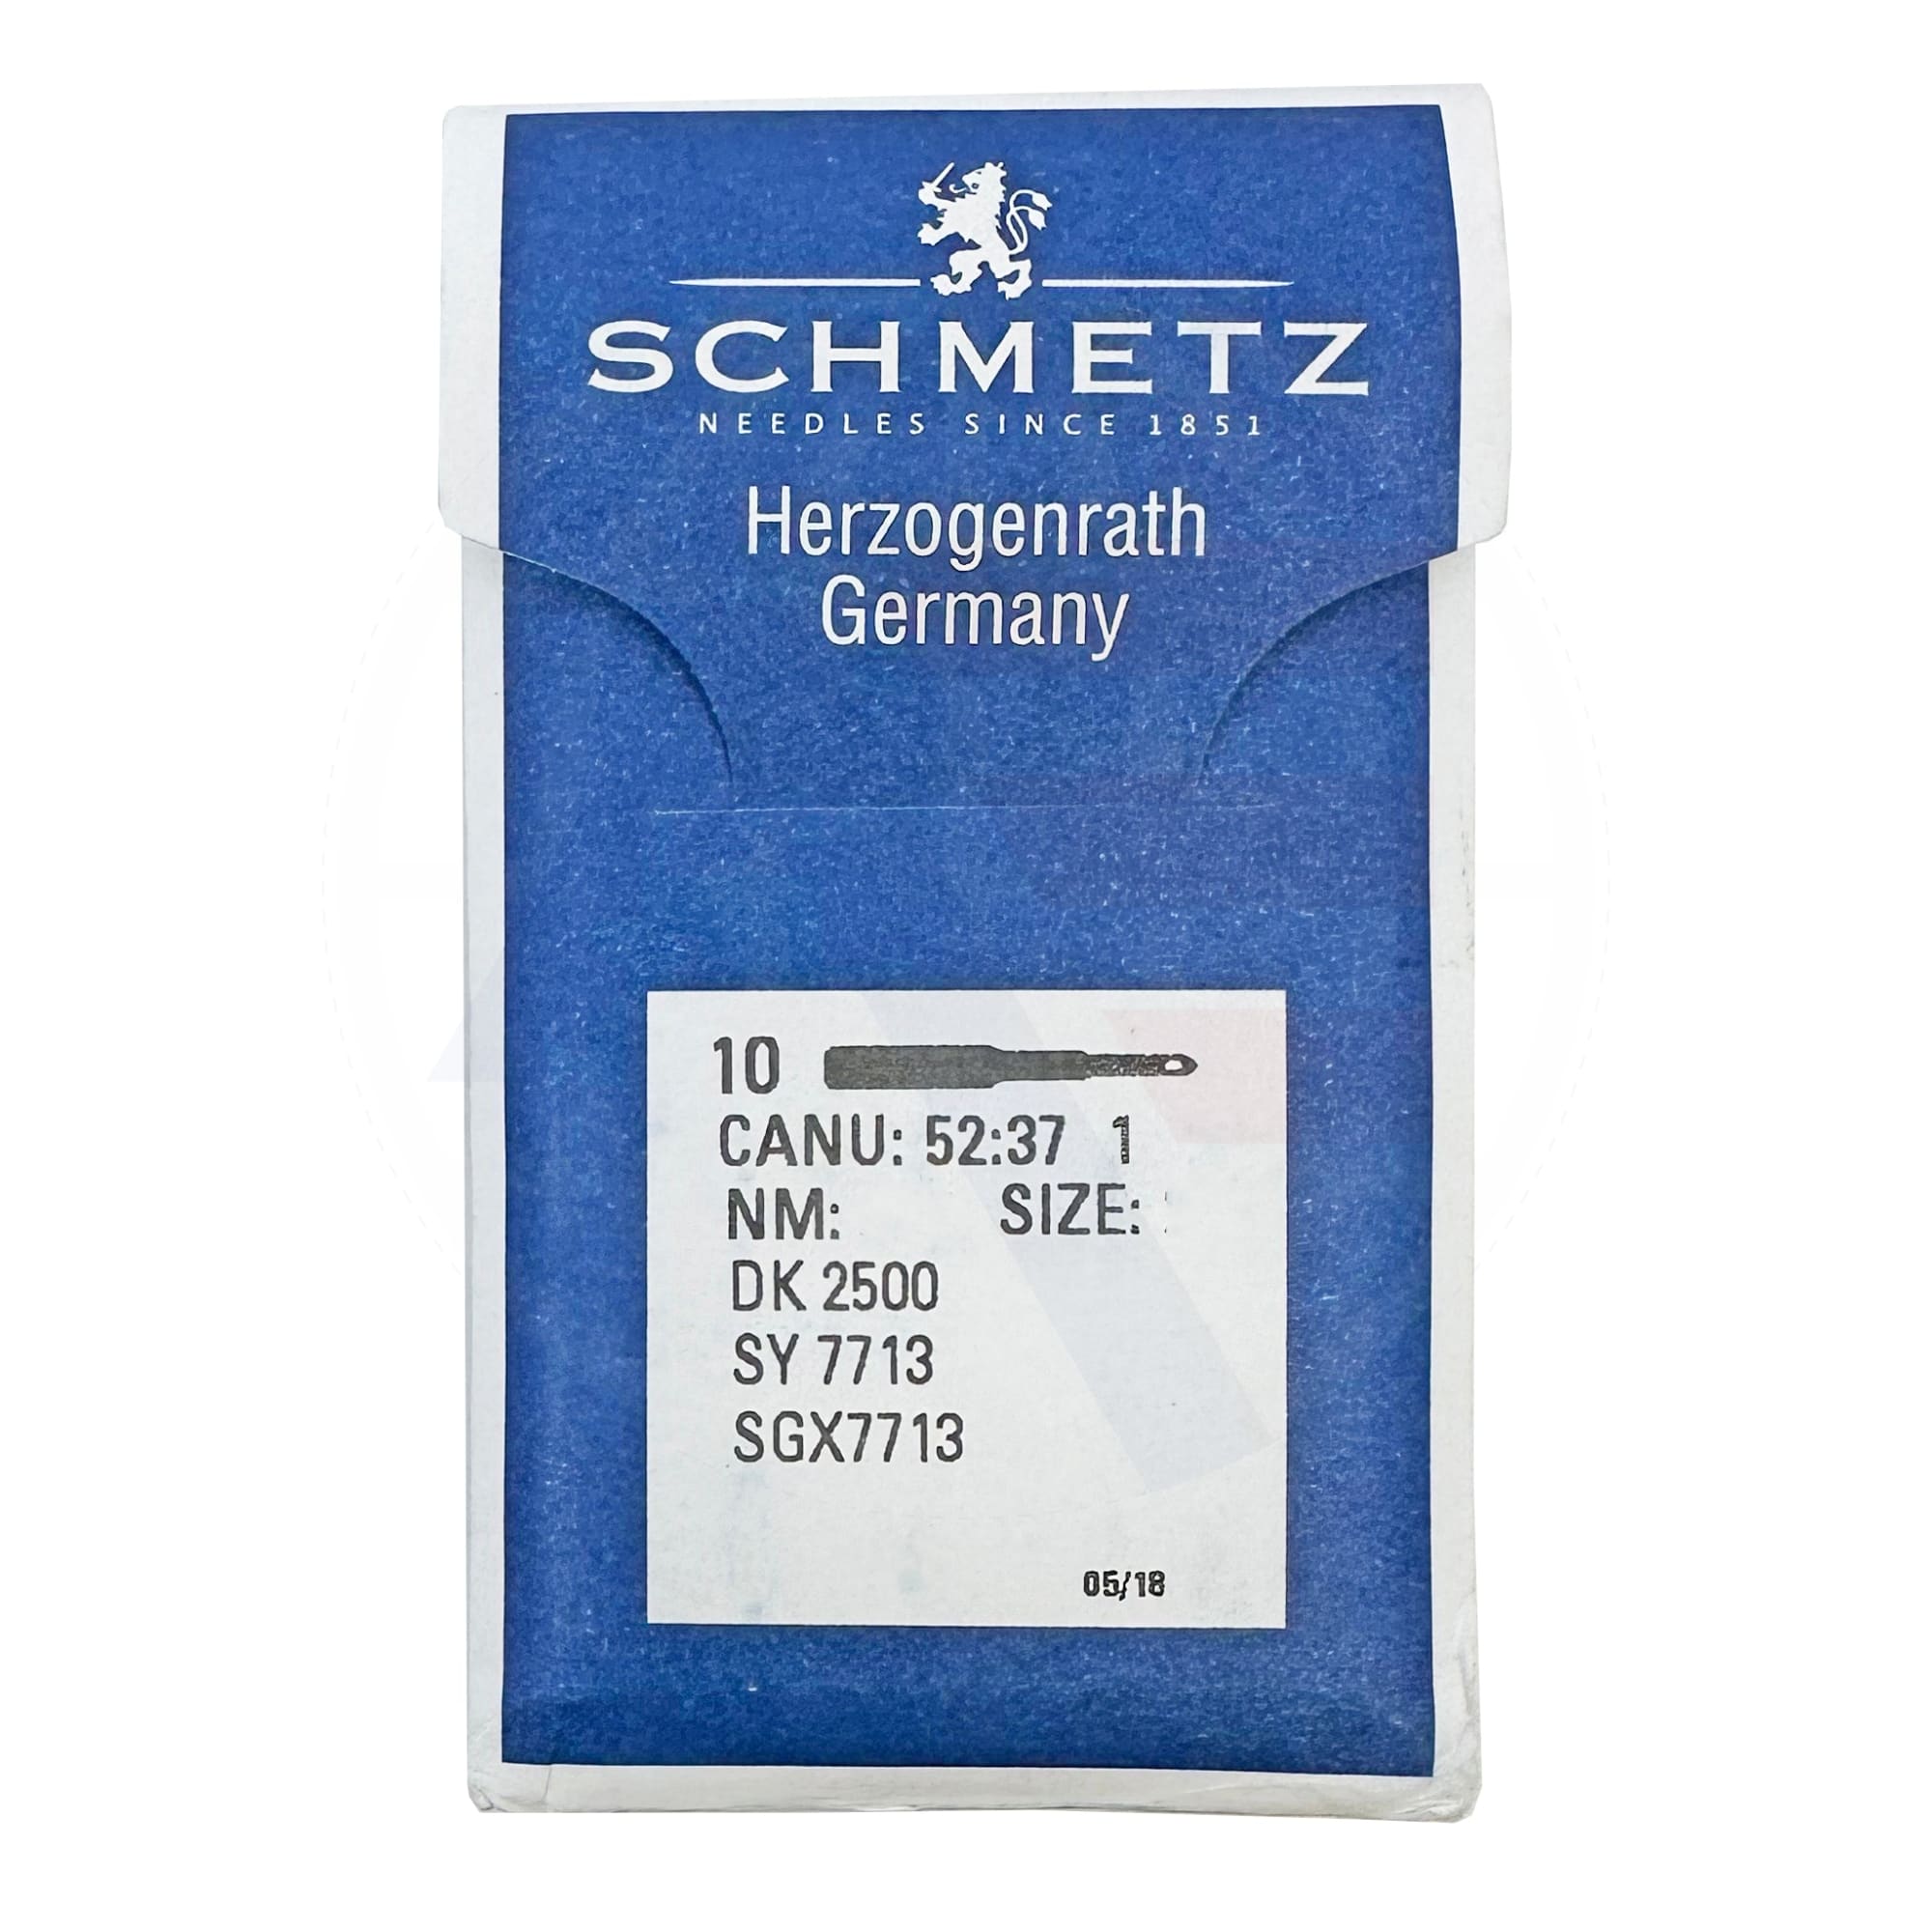 SCHMETZ
NEEDLES SINCE 1851
Herzogenrath
Germany
10
CANU: 52:37 1
NM: SIZE:
DK 2500
SY 7713
SGX7713
05/18